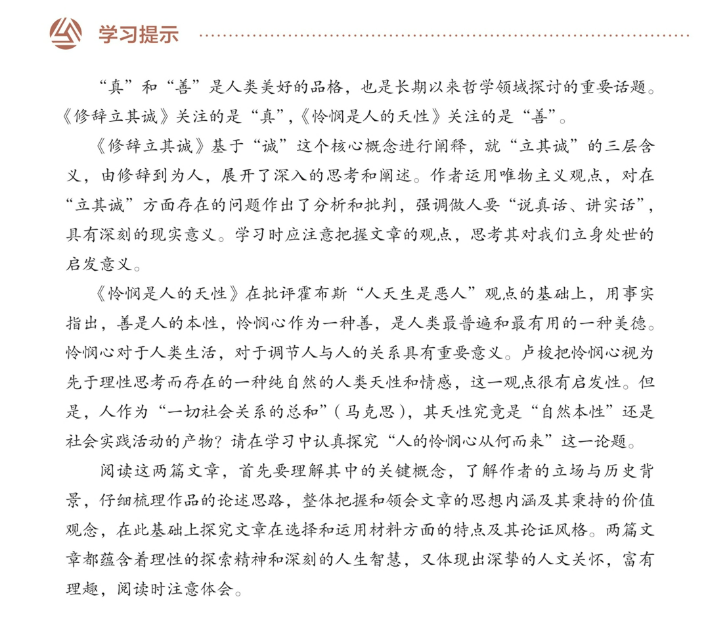 学习提示
“真”和“善”是人类美好的品格，也是长期以来哲学领域探讨的重要话题。
《修辞立其诚》关注的是“真”，《怜悯是人的天性》关注的是“善”。
《修辞立其诚》基于“诚”这个核心概念进行阐释，就“立其诚”的三层含
义，由修辞到为人，展开了深入的思考和阐述。作者运用唯物主义观点，对在
“立其诚”方面存在的问题作出了分析和批判，强调做人要“说真话、讲实话”，
具有深刻的现实意义。学习时应注意把握文章的观点，思考其对我们立身处世的
启发意义。
《怜悯是人的天性》在批评霍布斯“人天生是恶人”观点的基础上，用事实
指出，善是人的本性，怜悯心作为一种善，是人类最普遍和最有用的一种美德。
怜悯心对于人类生活，对于调节人与人的关系具有重要意义。卢梭把怜悯心视为
先于理性思考而存在的一种纯自然的人类天性和情感，这一观点很有启发性。但
是，人作为“一切社会关系的总和”（马克思），其天性究竟是“自然本性”还是
社会实践活动的产物？请在学习中认真探究“人的怜悯心从何而来”这一论题。
阅读这两篇文章，首先要理解其中的关键概念，了解作者的立场与历史背
景，仔细梳理作品的论述思路，整体把握和领会文章的思想内涵及其秉持的价值
观念，在此基础上探究文章在选择和运用材料方面的特点及其论证风格。两篇文
章都蕴含着理性的探索精神和深刻的人生智慧，又体现出深挚的人文关怀，富有
理趣，阅读时注意体会。